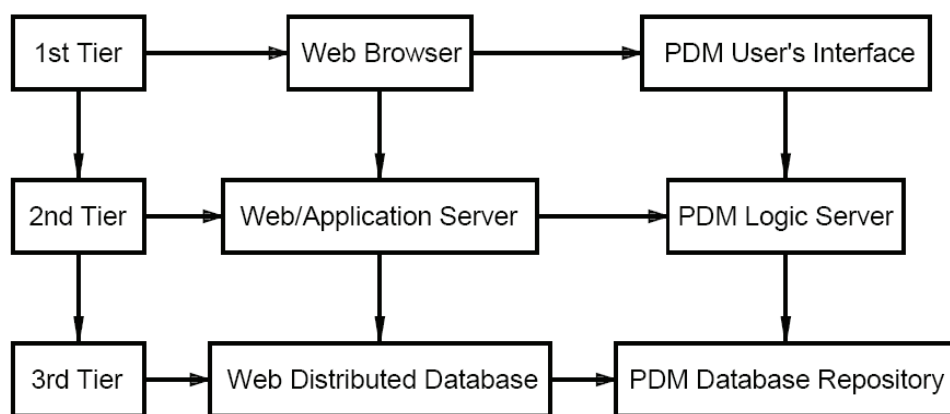 1st Tier
Web Browser
PDM User's Interface
2nd Tier
Web/Application Server
PDM Logic Server
3rd Tier
Web Distributed Database
PDM Database Repository